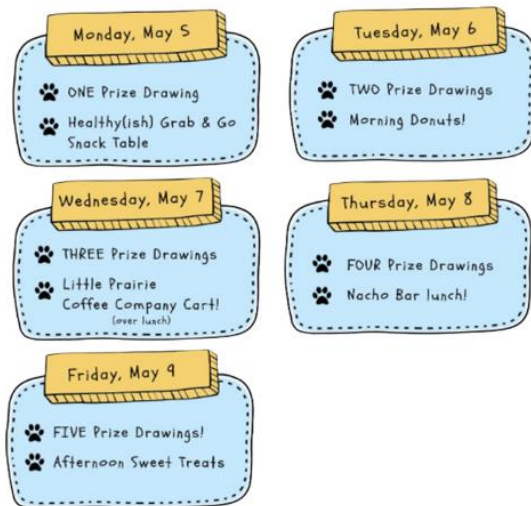 Monday, May 5
ONE Prize Drawing
Healthy(ish) Grab & Go
Snack Table
Tuesday, May 6
TWO Prize Drawings
Morning Donuts!
Wednesday, May 7
THREE Prize Drawings
Little Prairie
Coffee Company Cart!
(over lunch)
Thursday, May 8
FOUR Prize Drawings
Nacho Bar lunch!
Friday, May 9
FIVE Prize Drawings!
Afternoon Sweet Treats